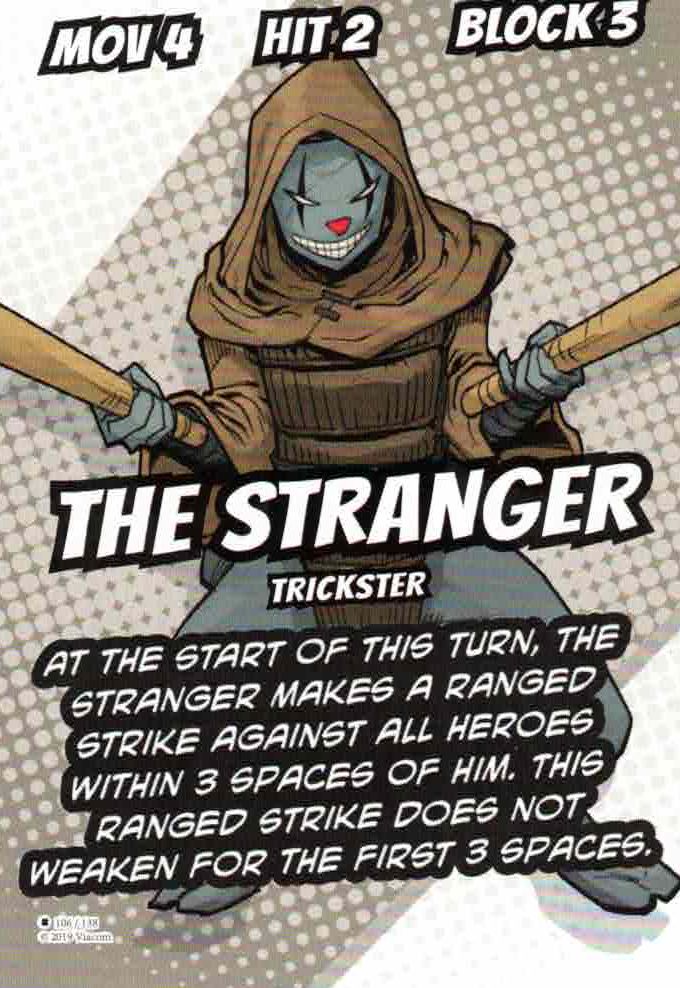 MOV 4 HIT 2 BLOCK 3
THE STRANGER
TRICKSTER
AT THE START OF THIS TURN, THE
STRANGER MAKES A RANGED
STRIKE AGAINST ALL HEROES
WITHIN 3 SPACES OF HIM. THIS
RANGED STRIKE DOES NOT
WEAKEN FOR THE FIRST 3 SPACES.
106 / 138
© 2019 Viacom.